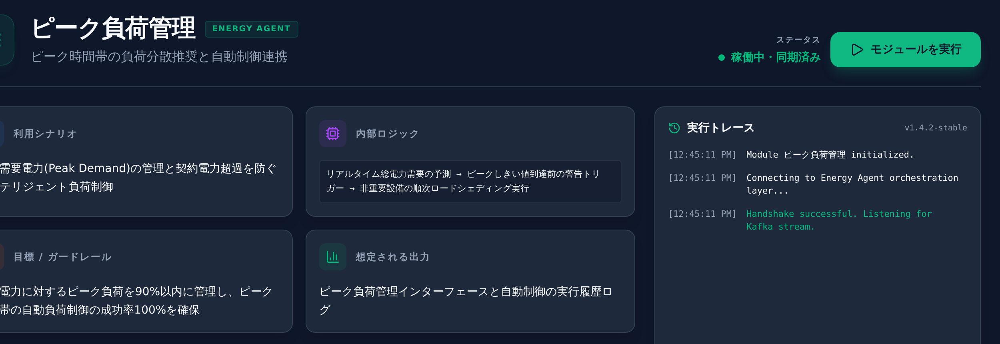 ピーク負荷管理
ENERGY AGENT
ピーク時間帯の負荷分散推奨と自動制御連携
ステータス
稼働中・同期済み
モジュールを実行
利用シナリオ
需要電力(Peak Demand)の管理と契約電力超過を防ぐ
テリジェント負荷制御
内部ロジック
リアルタイム総電力需要の予測 → ピークしきい値到達前の警告トリ
ガー → 非重要設備の順次ロードシェディング実行
目標 / ガードレール
電力に対するピーク負荷を90%以内に管理し、ピーク
帯の自動負荷制御の成功率100%を確保
想定される出力
ピーク負荷管理インターフェースと自動制御の実行履歴ロ
グ
実行トレース
v1.4.2-stable
[12:45:11 PM] Module ピーク負荷管理 initialized.
[12:45:11 PM] Connecting to Energy Agent orchestration
layer...
[12:45:11 PM] Handshake successful. Listening for
Kafka stream.